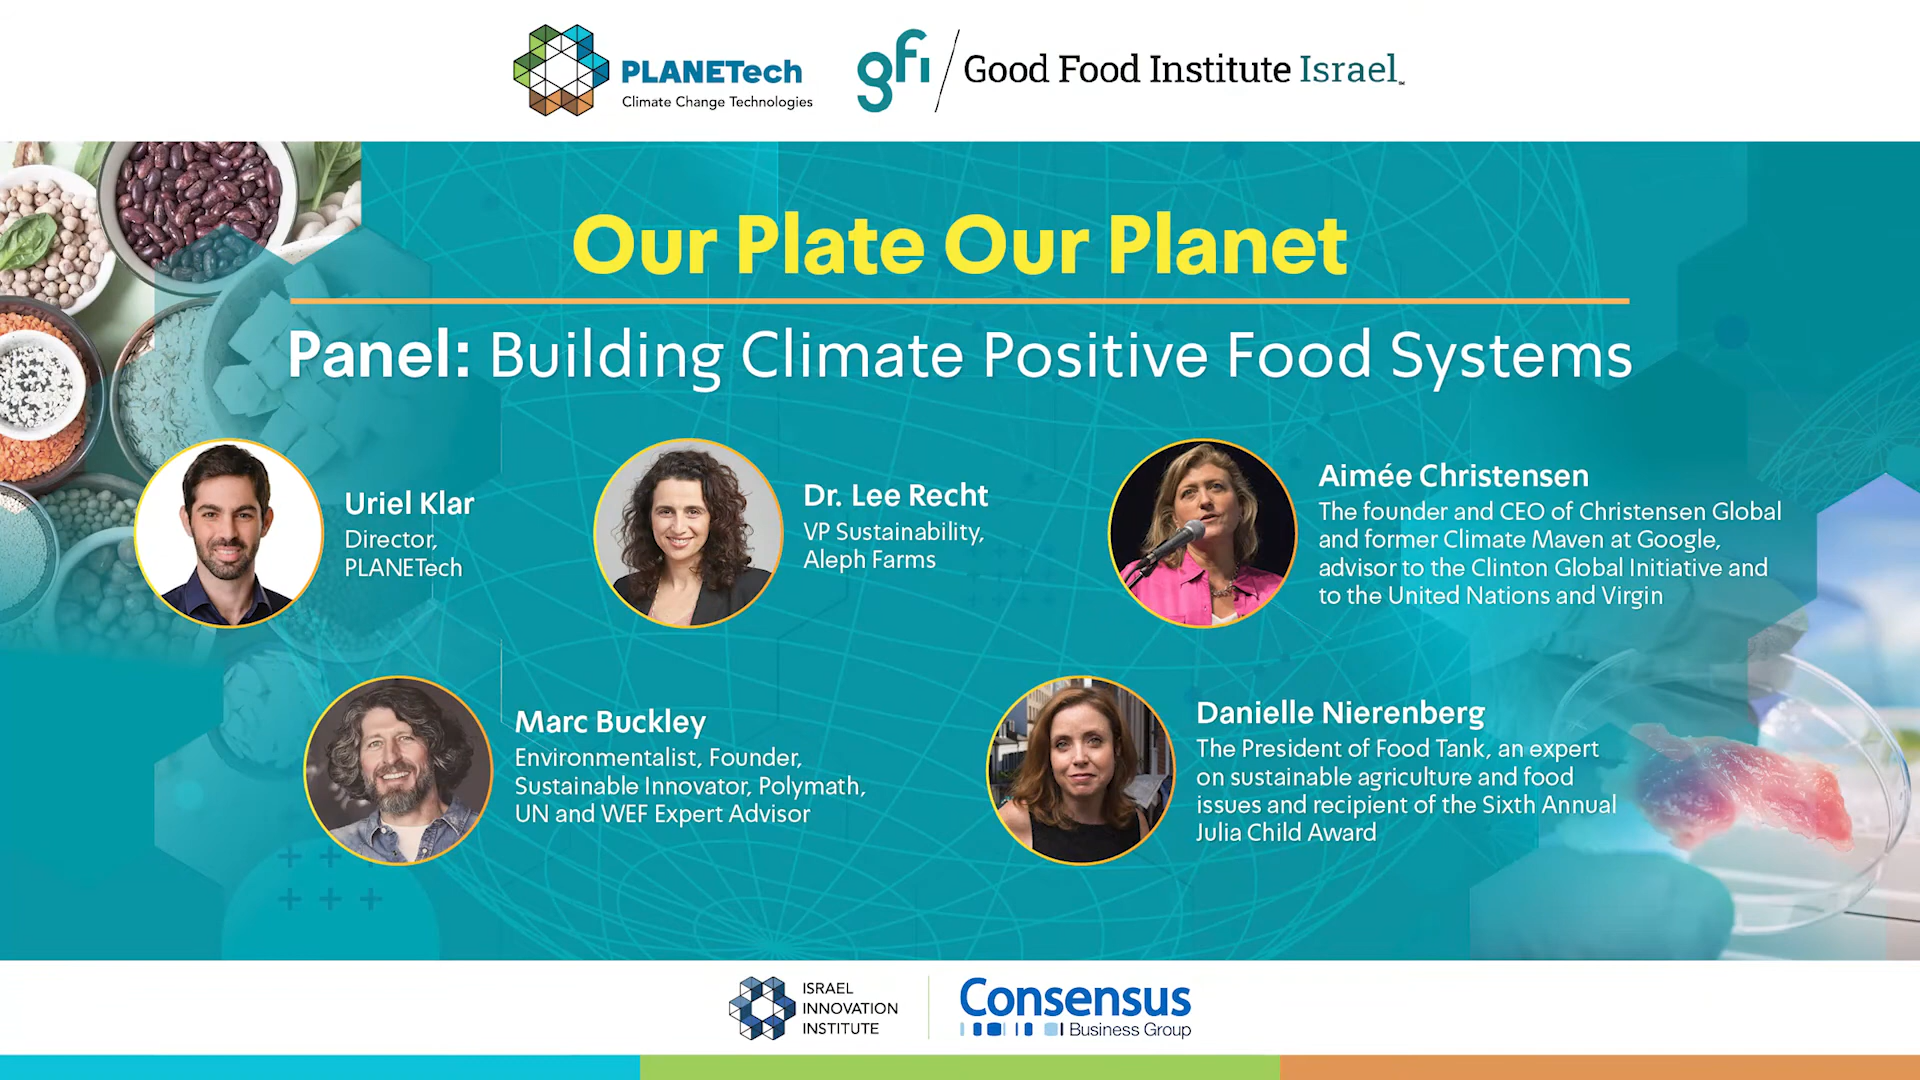 PLANETech
Climate Change Technologies
gfi / Good Food Institute Israel
Our Plate Our Planet
Panel: Building Climate Positive Food Systems
Uriel Klar
Director,
PLANETech
Dr. Lee Recht
VP Sustainability,
Aleph Farms
Aimée Christensen
The founder and CEO of Christensen Global
and former Climate Maven at Google,
advisor to the Clinton Global Initiative and
to the United Nations and Virgin
Marc Buckley
Environmentalist, Founder,
Sustainable Innovator, Polymath,
UN and WEF Expert Advisor
Danielle Nierenberg
The President of Food Tank, an expert
on sustainable agriculture and food
issues and recipient of the Sixth Annual
Julia Child Award
ISRAEL
INNOVATION
INSTITUTE
Consensus
Business Group